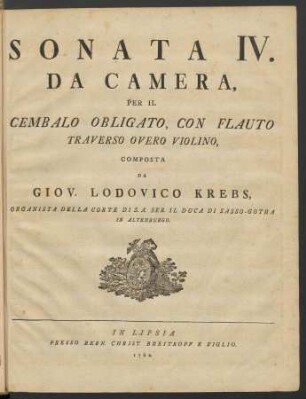 SONATA IV.
DA CAMERA,
PER IL
CEMBALO OBLIGATO, CON FLAUTO
TRAVERSO OVERO VIOLINO,
COMPOSTA
DA
GIOV. LODOVICO KREBS,
ORGANISTA DELLA CORTE DI S.A. SER. IL DUCA DI SASSO-GOTHA
IN ALTENBURGO.
IN LIPSIA
PRESSO BERN. CHRIST BREITKOPF E FIGLIO.